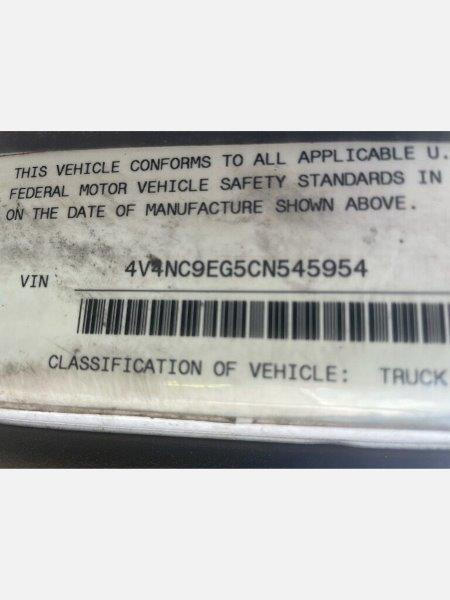 THIS VEHICLE CONFORMS TO ALL APPLICABLE U.
FEDERAL MOTOR VEHICLE SAFETY STANDARDS IN
ON THE DATE OF MANUFACTURE SHOWN ABOVE.
VIN 4V4NC9EG5CN545954
CLASSIFICATION OF VEHICLE: TRUCK